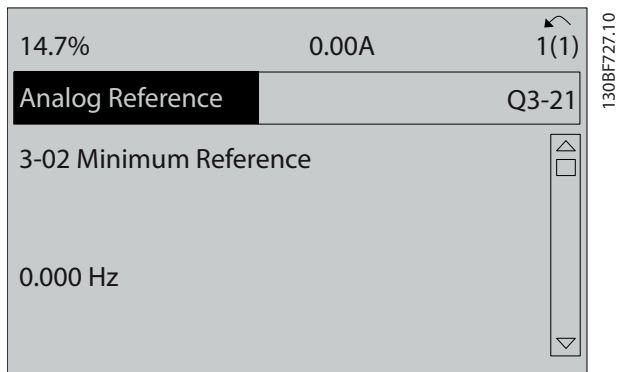 14.7% 0.00A 1(1)
Analog Reference Q3-21
3-02 Minimum Reference
0.000 Hz
130BF727.10